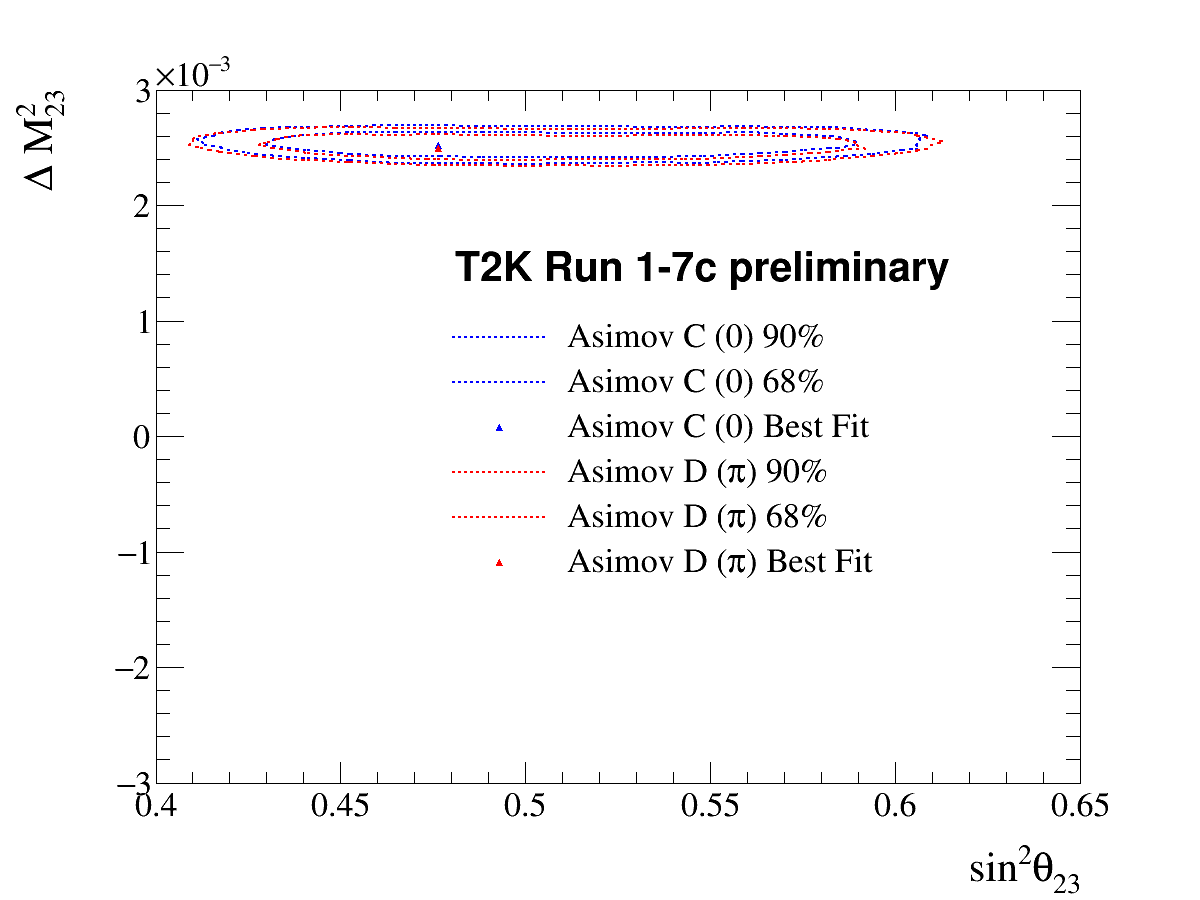 ×10⁻³
Δ M²₂₃
3
2
1
0
−1
−2
−3
T2K Run 1-7c preliminary
Asimov C (0) 90%
Asimov C (0) 68%
Asimov C (0) Best Fit
Asimov D (π) 90%
Asimov D (π) 68%
Asimov D (π) Best Fit
0.4 0.45 0.5 0.55 0.6 0.65
sin²θ₂₃